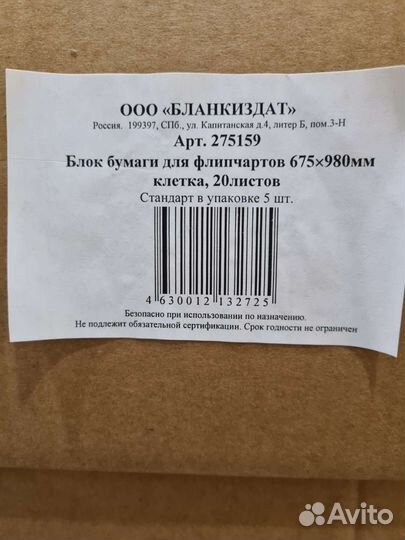 ООО «БЛАНКИЗДАТ»
Россия. 199397, СПб., ул. Капитанская д.4, литер Б, пом.3-Н
Арт. 275159
Блок бумаги для флипчартов 675×980мм
клетка, 20листов
Стандарт в упаковке 5 шт.
4 630012 132725
Безопасно при использовании по назначению.
Не подлежит обязательной сертификации. Срок годности не ограничен
Avito